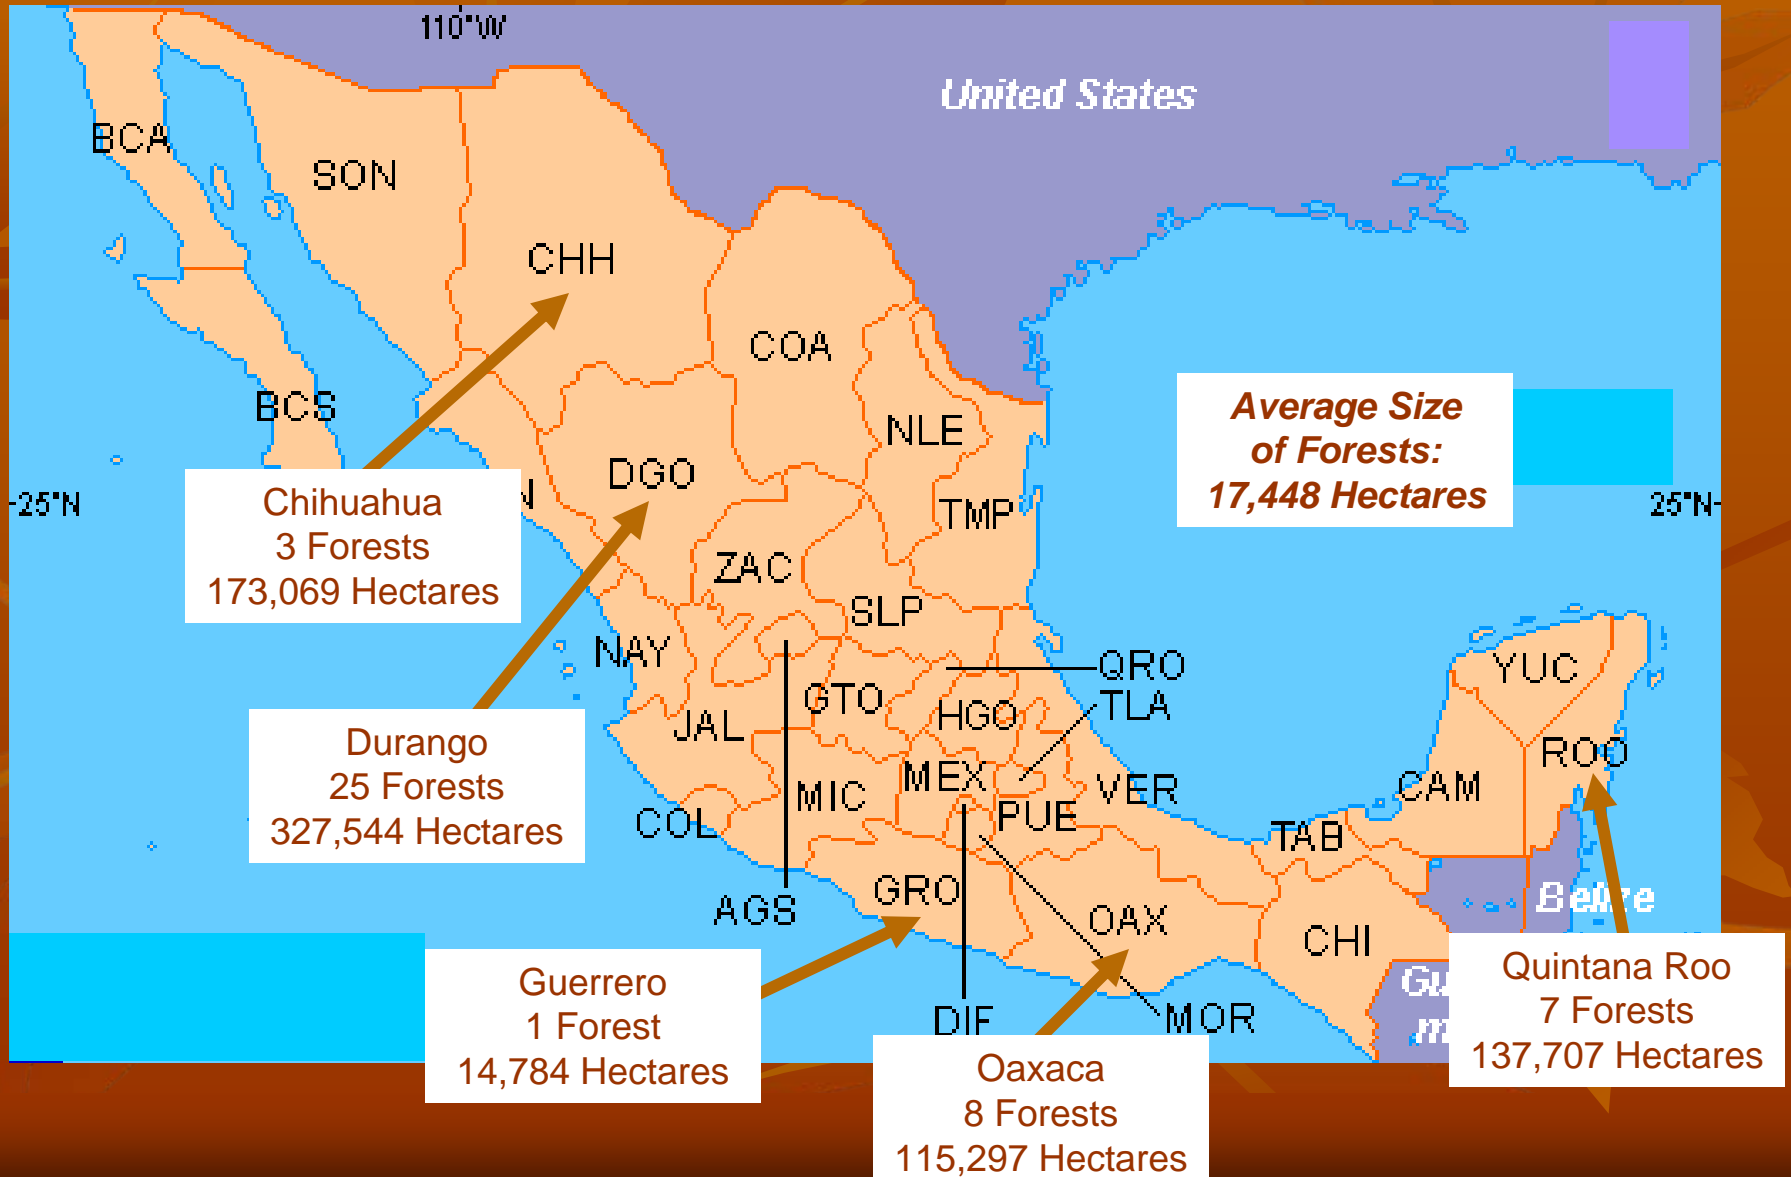 110°W
United States
BCA
SON
CHH
COA
BCS
NLE
Average Size
of Forests:
17,448 Hectares
DGO
25°N
N
25°N
Chihuahua
3 Forests
173,069 Hectares
TMP
ZAC
SLP
NAY
QRO
YUC
GTO
HGO
TLA
JAL
Durango
25 Forests
327,544 Hectares
ROO
MEX
MIC
VER
CAM
COL
PUE
TAB
GRO
AGS
OAX
CHI
Belize
Guerrero
1 Forest
14,784 Hectares
DIF
MOR
Gu
m
Quintana Roo
7 Forests
137,707 Hectares
Oaxaca
8 Forests
115,297 Hectares